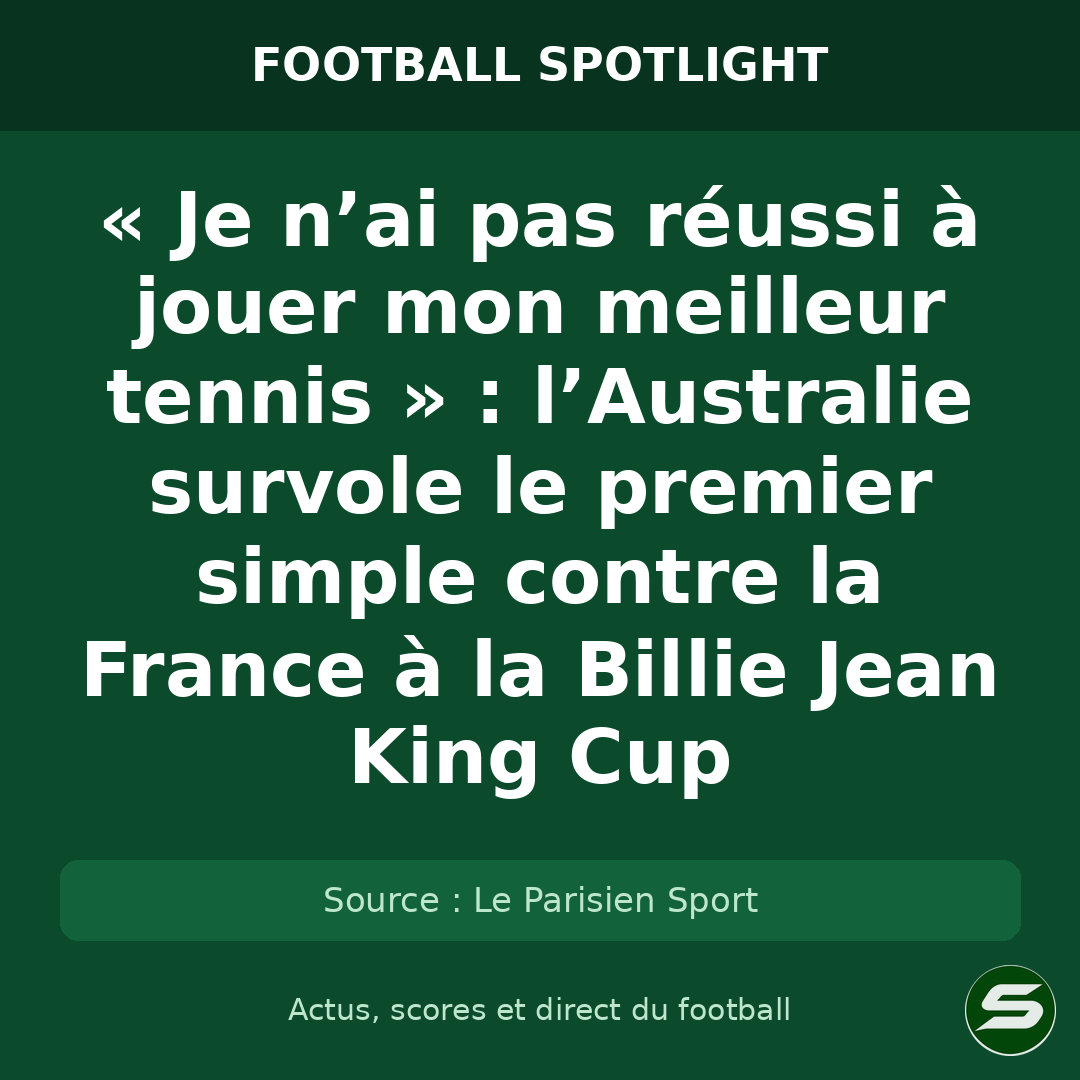 FOOTBALL SPOTLIGHT
« Je n’ai pas réussi à
jouer mon meilleur
tennis » : l’Australie
survole le premier
simple contre la
France à la Billie Jean
King Cup
Source : Le Parisien Sport
Actus, scores et direct du football
S